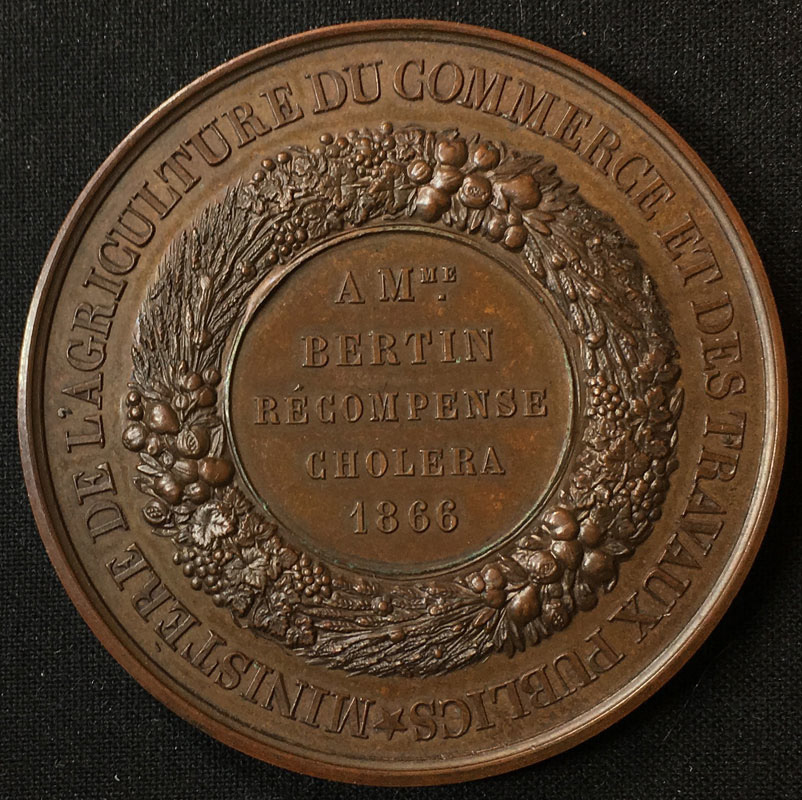 MINISTÈRE DE L'AGRICULTURE DU COMMERCE ET DES TRAVAUX PUBLICS
A MME.
BERTIN
RÉCOMPENSE
CHOLERA
1866